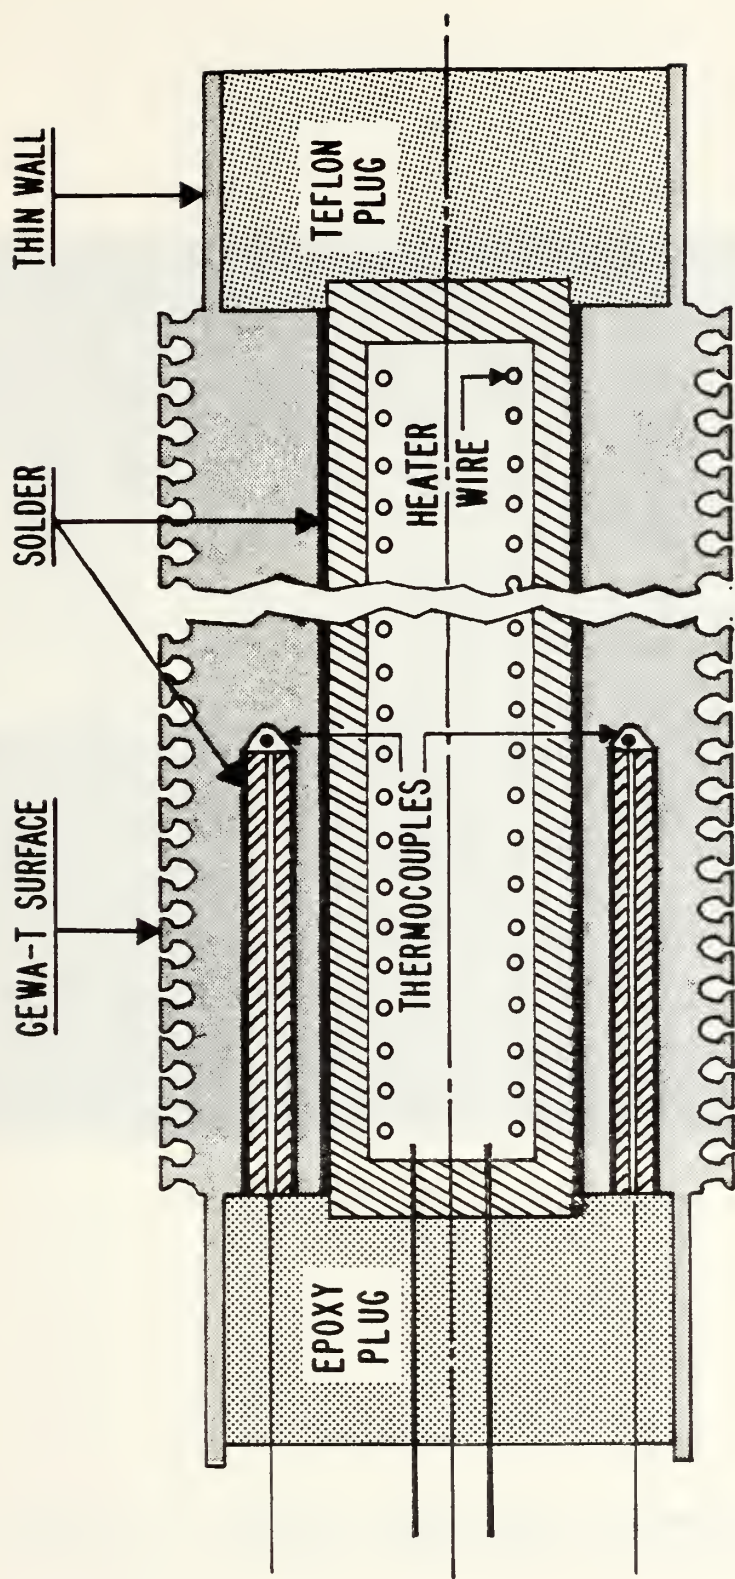 THIN WALL
SOLDER
GEWA-T SURFACE
TEFLON
PLUG
HEATER
WIRE
THERMOCOUPLES
EPOXY
PLUG